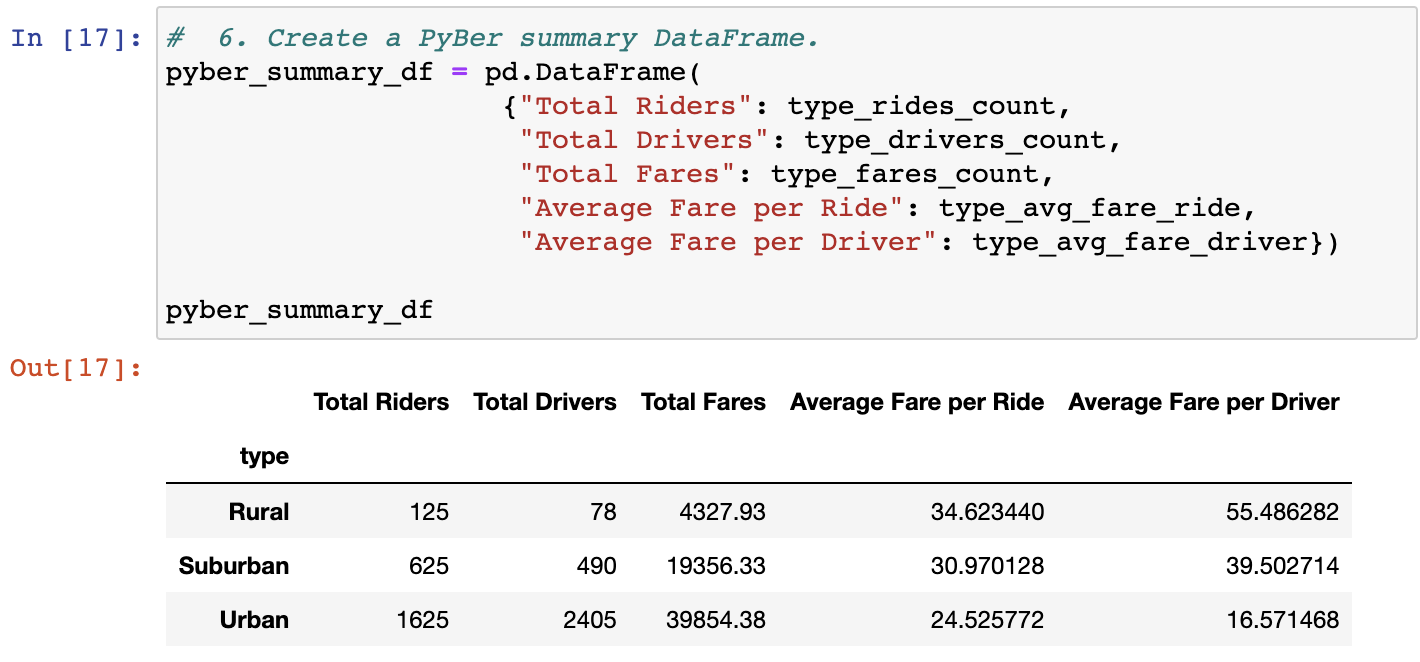 In [17]: #  6. Create a PyBer summary DataFrame.
pyber_summary_df = pd.DataFrame(
                    {"Total Riders": type_rides_count,
                     "Total Drivers": type_drivers_count,
                     "Total Fares": type_fares_count,
                     "Average Fare per Ride": type_avg_fare_ride,
                     "Average Fare per Driver": type_avg_fare_driver})
pyber_summary_df
Out[17]:
Total Riders Total Drivers Total Fares Average Fare per Ride Average Fare per Driver
type
Rural 125 78 4327.93 34.623440 55.486282
Suburban 625 490 19356.33 30.970128 39.502714
Urban 1625 2405 39854.38 24.525772 16.571468